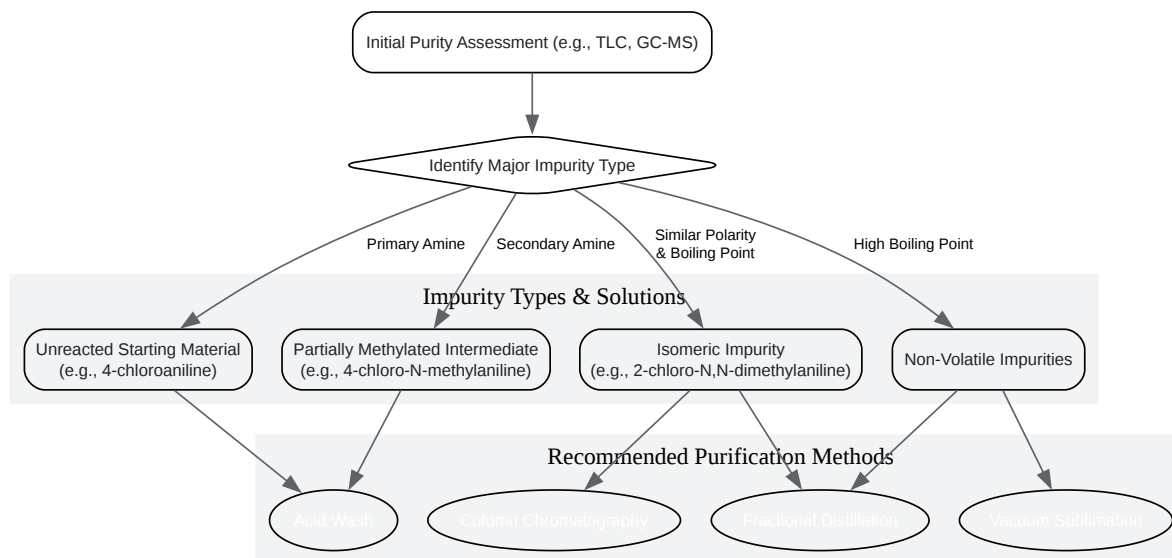 Initial Purity Assessment (e.g., TLC, GC-MS)
Identify Major Impurity Type
Primary Amine
Secondary Amine
Similar Polarity
& Boiling Point
High Boiling Point
Impurity Types & Solutions
Unreacted Starting Material
(e.g., 4-chloroaniline)
Partially Methylated Intermediate
(e.g., 4-chloro-N-methylaniline)
Isomeric Impurity
(e.g., 2-chloro-N,N-dimethylaniline)
Non-Volatile Impurities
Recommended Purification Methods
Acid Wash
Column Chromatography
Fractional Distillation
Vacuum Sublimation